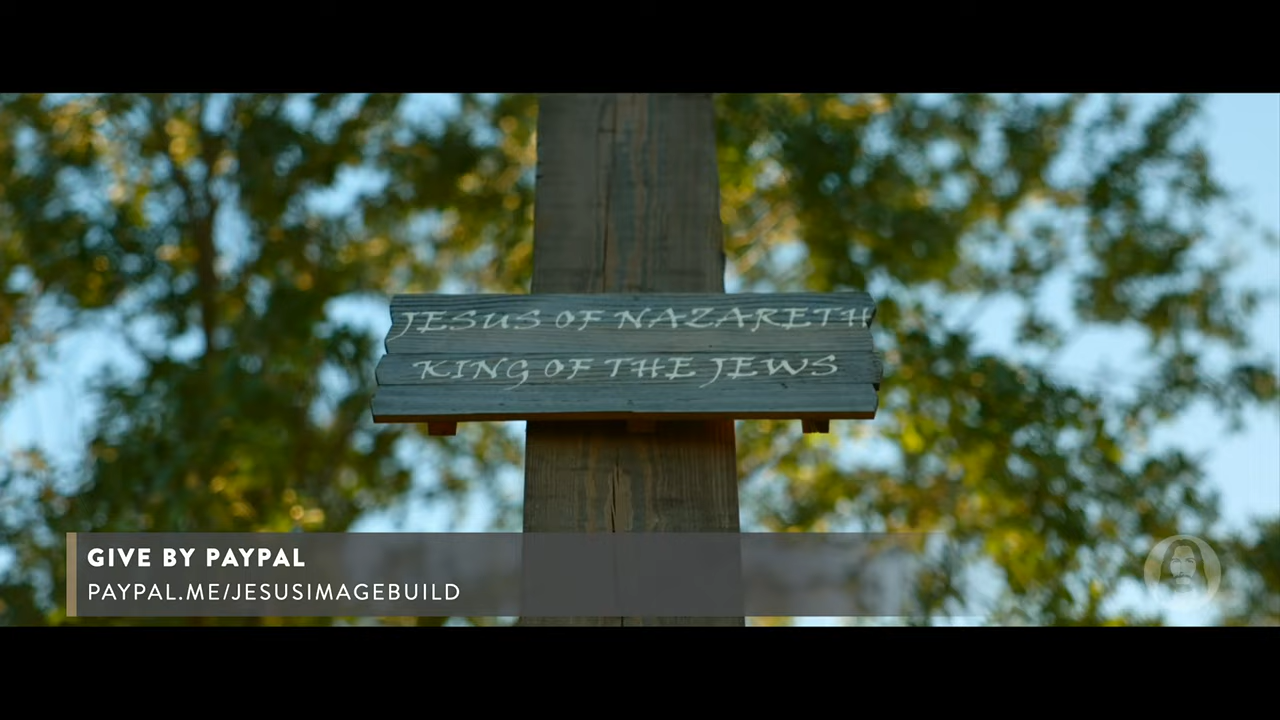 JESUS OF NAZARETH
KING OF THE JEWS
GIVE BY PAYPAL
PAYPAL.ME/JESUSIMAGEBUILD